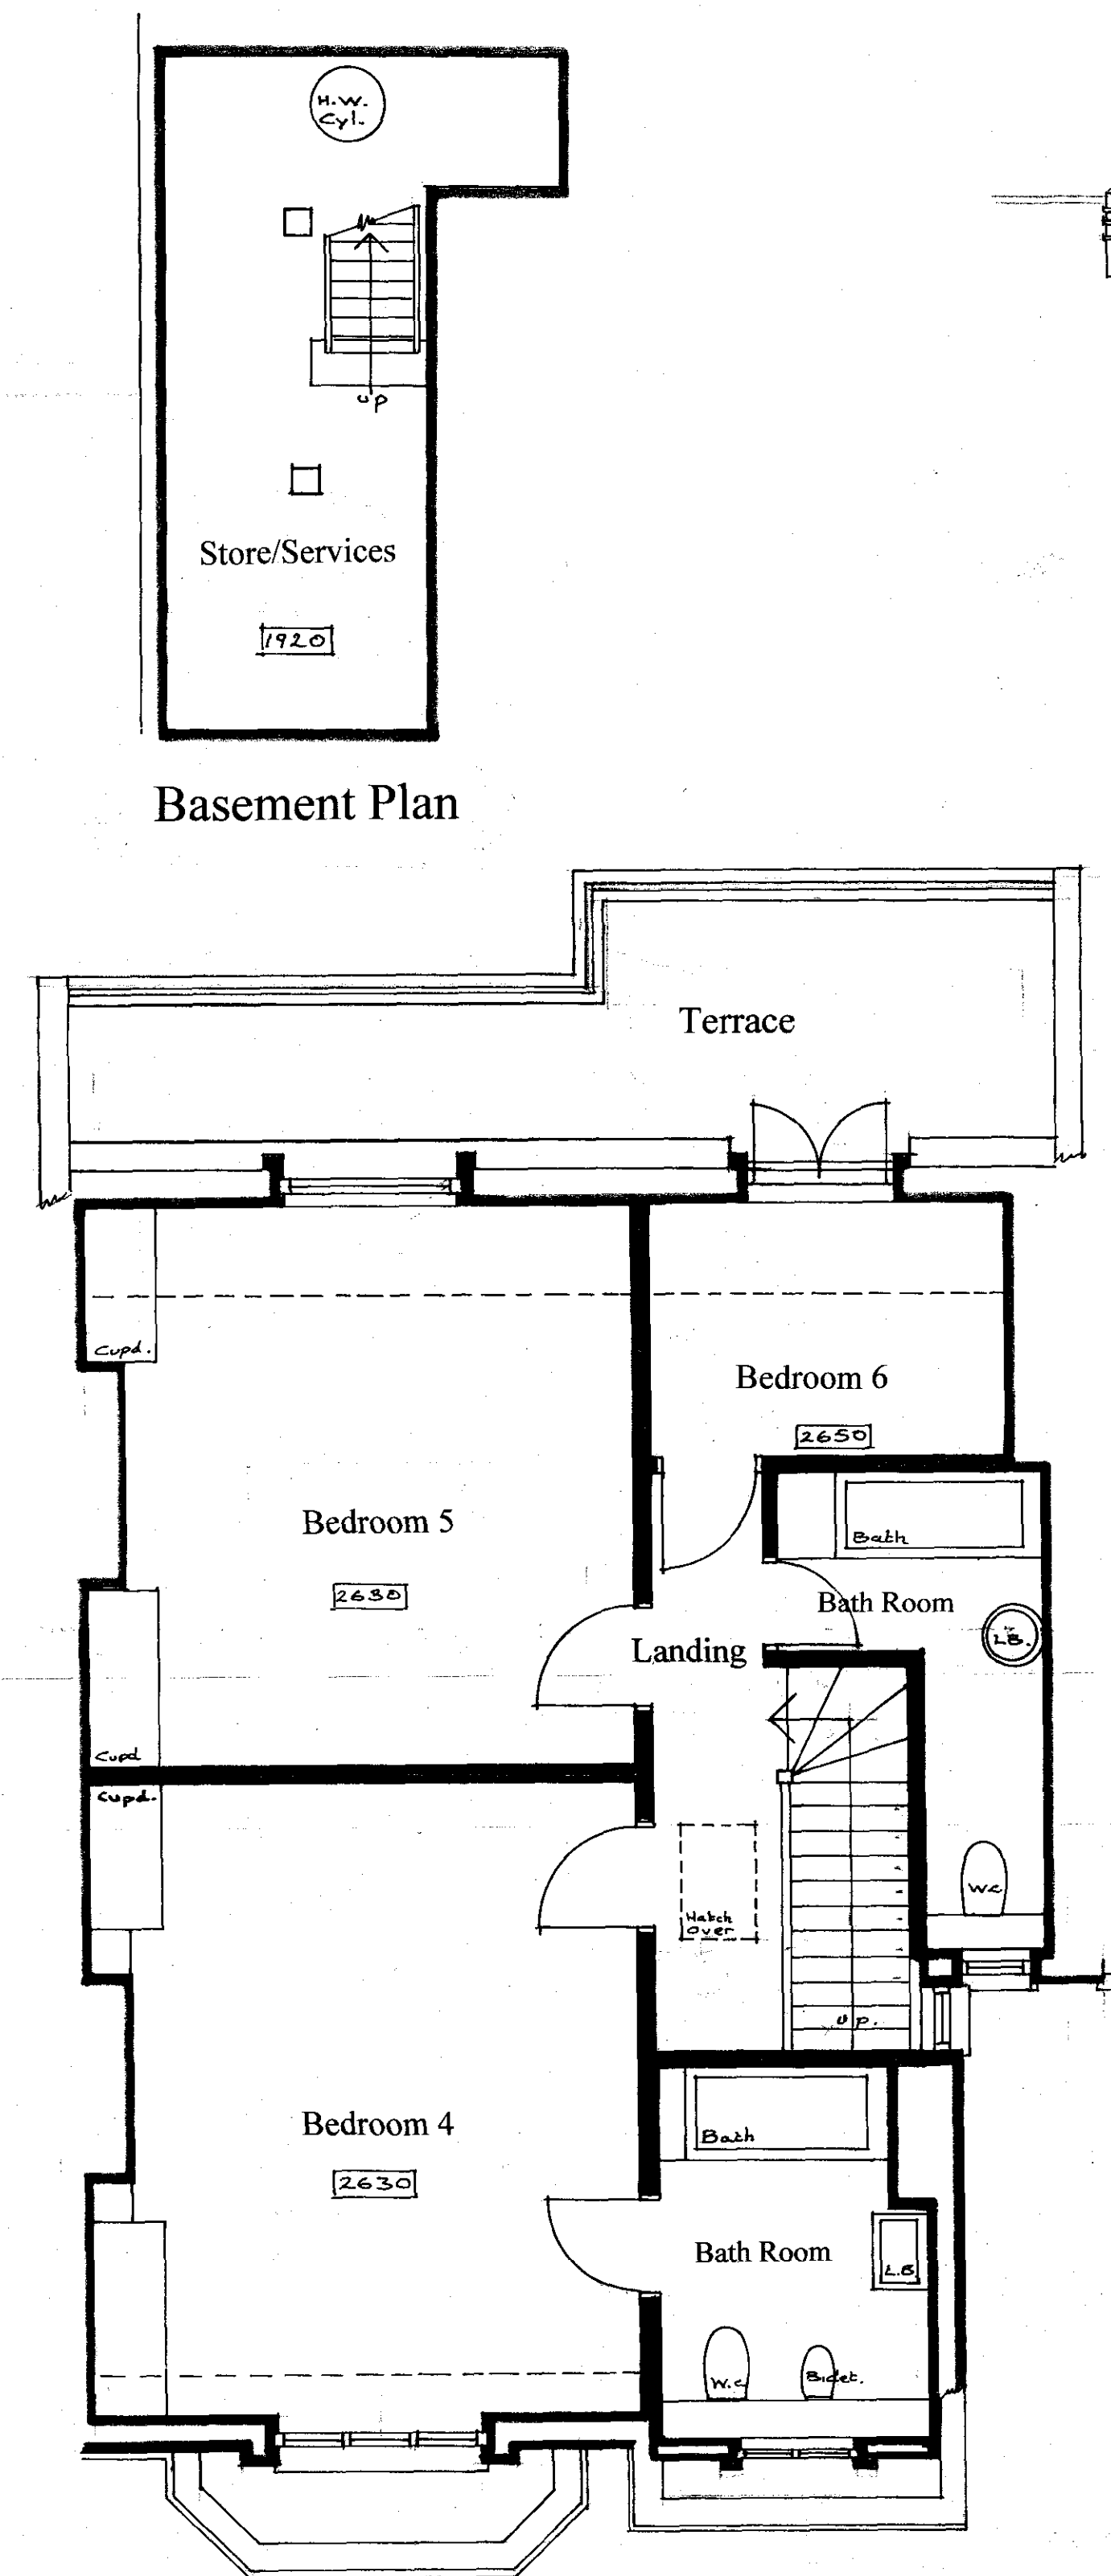 H.W.
Cyl.
up
Store/Services
1920
Basement Plan
Terrace
Cupd.
Bedroom 6
2650
Bedroom 5
Bath
2630
Bath Room
L.B.
Landing
Cupd
Cupd.
W.C
Hatch
Over
up.
Bath
Bedroom 4
2630
Bath Room
L.B
W.C
Bidet.